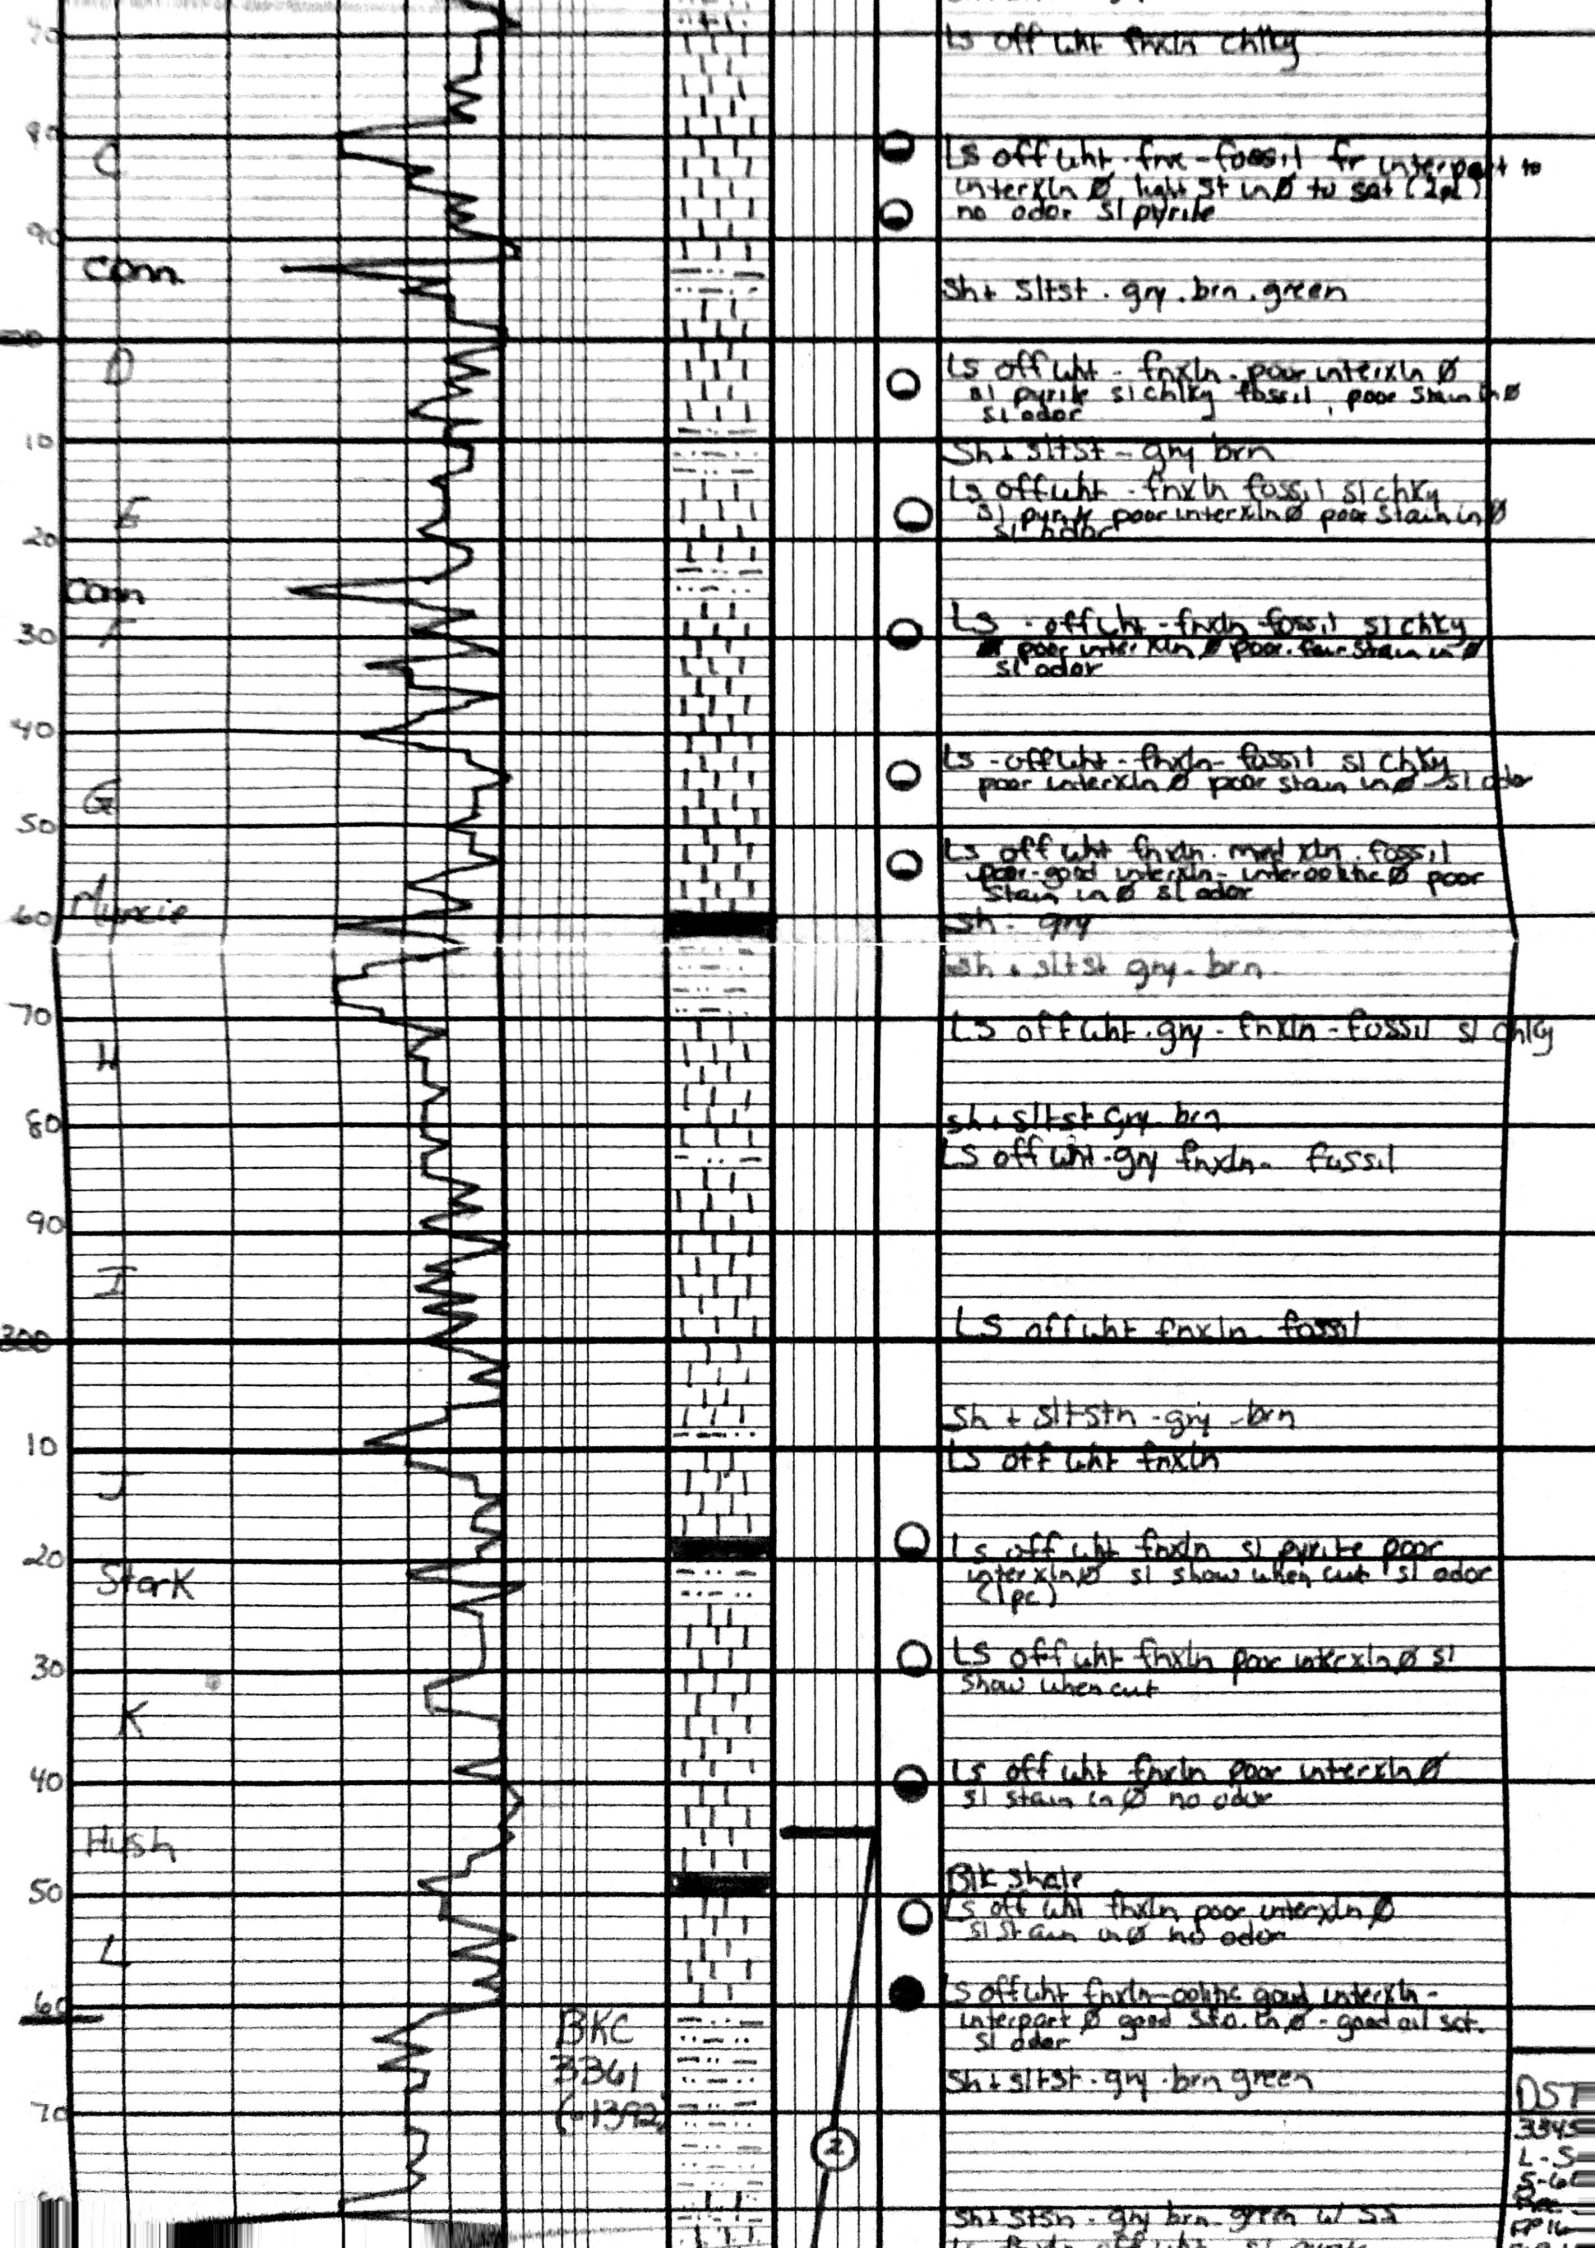 70
Ls off wht fnxln chlky
80
C
Ls off wht - fnx - fossil fr interpart to
interxln Ø light st in Ø to sat (2pc)
no odor sl pyrite
90
Conn
Sh + sltst - gry . brn . green
D
Ls off wht - fnxln - poor interxln Ø
sl pyrite sl chlky fossil , poor stain in Ø
sl odor
10
Sh + sltst - gry brn
E
Ls off wht - fnxln fossil sl chky
sl pyrite poor interxln Ø poor stain in Ø
sl odor
20
Conn
F
30
Ls - off wht - fnxln - fossil sl chky
poor interxln Ø poor - fair stain in Ø
sl odor
40
Ls - off wht - fnxln - fossil sl chky
poor interxln Ø poor stain in Ø sl odor
G
50
Ls off wht fnxln . med xln . fossil
poor - good interxln - interoolitic Ø poor
stain in Ø sl odor
Muncie
60
Sh - gry
sh + sltst gry - brn
70
LS off wht . gry - fnxln - fossil sl chlky
H
80
sh + sltst gry - brn
LS off wht - gry fnxln - fossil
90
I
300
LS off wht fnxln . fossil
Sh + sltstn - gry - brn
10
LS off wht fnxln
J
20
Ls off wht fnxln sl pyrite poor
interxln Ø sl show when cut sl odor
(1pc)
Stark
LS off wht fnxln poor interxln Ø sl
show when cut
30
K
40
Ls off wht fnxln poor interxln Ø
sl stain in Ø no odor
Hush
Blk shale
50
Ls off wht fnxln poor interxln Ø
sl stain in Ø no odor
L
60
Ls off wht fnxln - oolitic good interxln -
interpart Ø good S.F.O. in Ø - good oil sat.
sl odor
BKC
3361
(-1392)
Sh + sltst - gry - brn green
70
2
DST
3345
L - S
S-6
Rec
FP 16
Sh + stsn - gry brn - green w/ SS